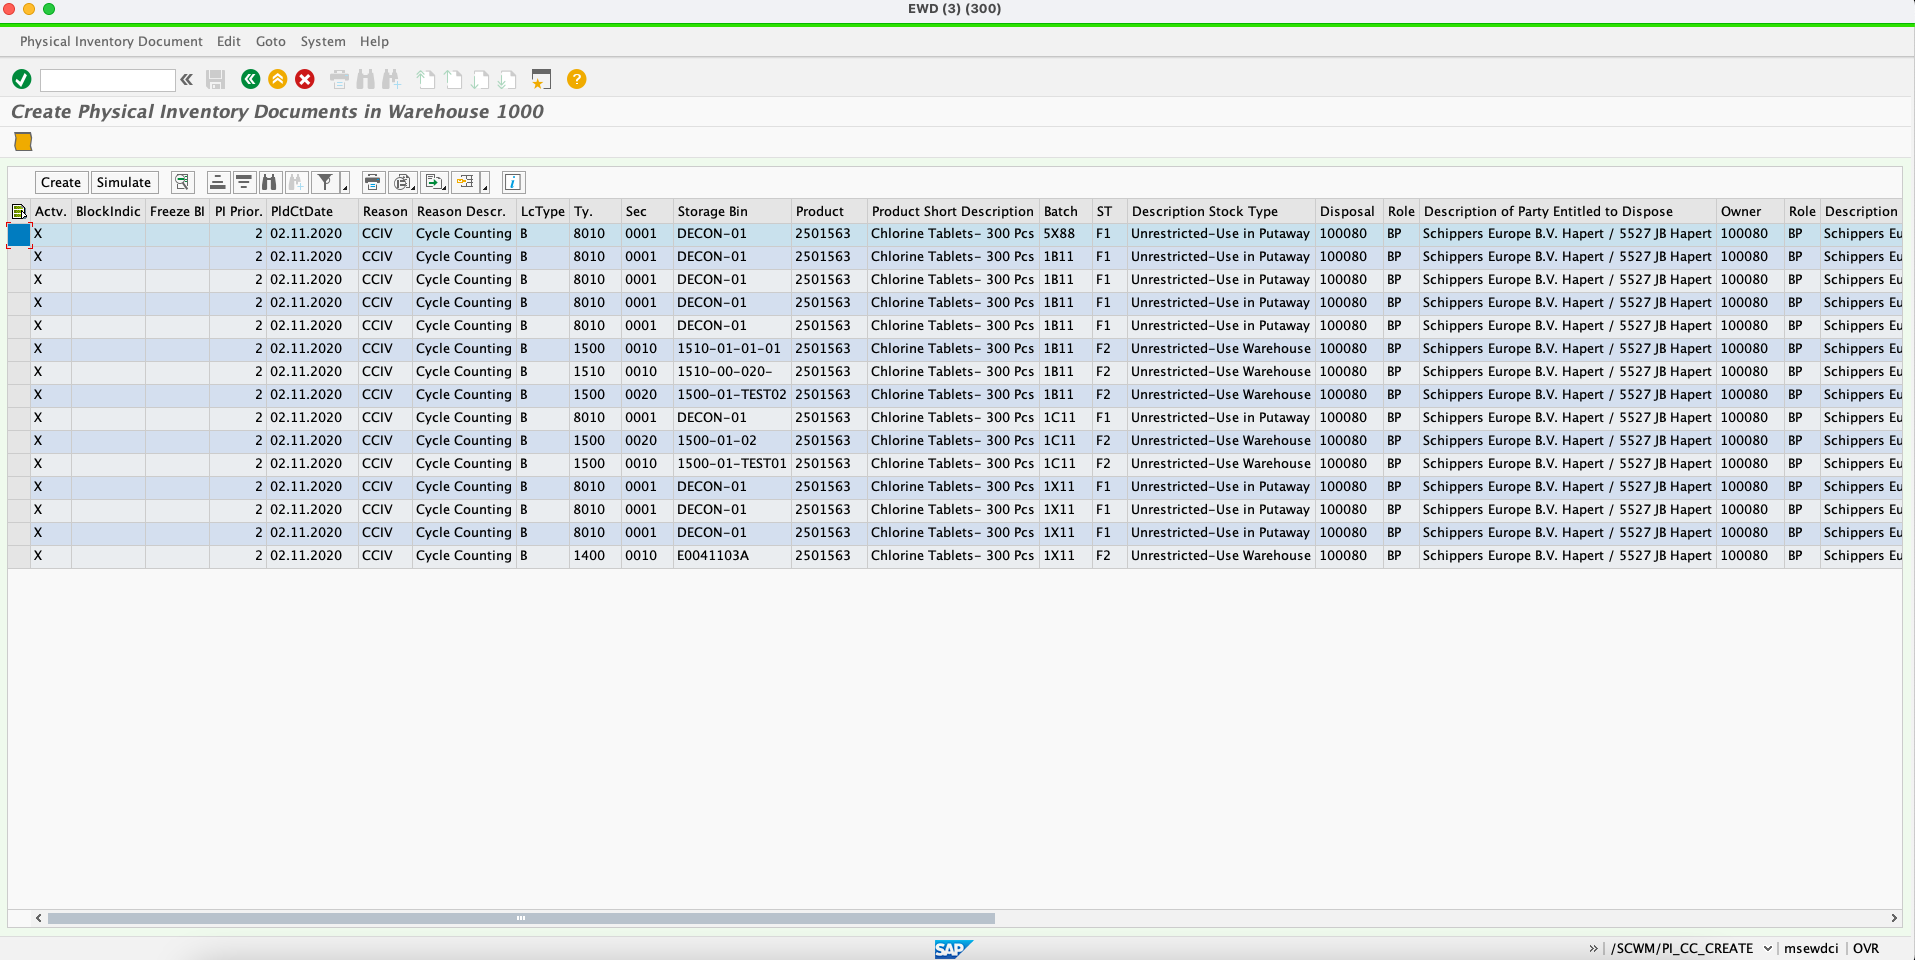 EWD (3) (300)
Physical Inventory Document Edit Goto System Help
Create Physical Inventory Documents in Warehouse 1000
Create Simulate
Actv. BlockIndic Freeze BI PI Prior. PldCtDate Reason Reason Descr. LcType Ty. Sec Storage Bin Product Product Short Description Batch ST Description Stock Type Disposal Role Description of Party Entitled to Dispose Owner Role Description
X 2 02.11.2020 CCIV Cycle Counting B 8010 0001 DECON-01 2501563 Chlorine Tablets- 300 Pcs 5X88 F1 Unrestricted-Use in Putaway 100080 BP Schippers Europe B.V. Hapert / 5527 JB Hapert 100080 BP Schippers Eu
X 2 02.11.2020 CCIV Cycle Counting B 8010 0001 DECON-01 2501563 Chlorine Tablets- 300 Pcs 1B11 F1 Unrestricted-Use in Putaway 100080 BP Schippers Europe B.V. Hapert / 5527 JB Hapert 100080 BP Schippers Eu
X 2 02.11.2020 CCIV Cycle Counting B 8010 0001 DECON-01 2501563 Chlorine Tablets- 300 Pcs 1B11 F1 Unrestricted-Use in Putaway 100080 BP Schippers Europe B.V. Hapert / 5527 JB Hapert 100080 BP Schippers Eu
X 2 02.11.2020 CCIV Cycle Counting B 8010 0001 DECON-01 2501563 Chlorine Tablets- 300 Pcs 1B11 F1 Unrestricted-Use in Putaway 100080 BP Schippers Europe B.V. Hapert / 5527 JB Hapert 100080 BP Schippers Eu
X 2 02.11.2020 CCIV Cycle Counting B 8010 0001 DECON-01 2501563 Chlorine Tablets- 300 Pcs 1B11 F1 Unrestricted-Use in Putaway 100080 BP Schippers Europe B.V. Hapert / 5527 JB Hapert 100080 BP Schippers Eu
X 2 02.11.2020 CCIV Cycle Counting B 1500 0010 1510-01-01-01 2501563 Chlorine Tablets- 300 Pcs 1B11 F2 Unrestricted-Use Warehouse 100080 BP Schippers Europe B.V. Hapert / 5527 JB Hapert 100080 BP Schippers Eu
X 2 02.11.2020 CCIV Cycle Counting B 1510 0010 1510-00-020- 2501563 Chlorine Tablets- 300 Pcs 1B11 F2 Unrestricted-Use Warehouse 100080 BP Schippers Europe B.V. Hapert / 5527 JB Hapert 100080 BP Schippers Eu
X 2 02.11.2020 CCIV Cycle Counting B 1500 0020 1500-01-TEST02 2501563 Chlorine Tablets- 300 Pcs 1B11 F2 Unrestricted-Use Warehouse 100080 BP Schippers Europe B.V. Hapert / 5527 JB Hapert 100080 BP Schippers Eu
X 2 02.11.2020 CCIV Cycle Counting B 8010 0001 DECON-01 2501563 Chlorine Tablets- 300 Pcs 1C11 F1 Unrestricted-Use in Putaway 100080 BP Schippers Europe B.V. Hapert / 5527 JB Hapert 100080 BP Schippers Eu
X 2 02.11.2020 CCIV Cycle Counting B 1500 0020 1500-01-02 2501563 Chlorine Tablets- 300 Pcs 1C11 F2 Unrestricted-Use Warehouse 100080 BP Schippers Europe B.V. Hapert / 5527 JB Hapert 100080 BP Schippers Eu
X 2 02.11.2020 CCIV Cycle Counting B 1500 0010 1500-01-TEST01 2501563 Chlorine Tablets- 300 Pcs 1C11 F2 Unrestricted-Use Warehouse 100080 BP Schippers Europe B.V. Hapert / 5527 JB Hapert 100080 BP Schippers Eu
X 2 02.11.2020 CCIV Cycle Counting B 8010 0001 DECON-01 2501563 Chlorine Tablets- 300 Pcs 1X11 F1 Unrestricted-Use in Putaway 100080 BP Schippers Europe B.V. Hapert / 5527 JB Hapert 100080 BP Schippers Eu
X 2 02.11.2020 CCIV Cycle Counting B 8010 0001 DECON-01 2501563 Chlorine Tablets- 300 Pcs 1X11 F1 Unrestricted-Use in Putaway 100080 BP Schippers Europe B.V. Hapert / 5527 JB Hapert 100080 BP Schippers Eu
X 2 02.11.2020 CCIV Cycle Counting B 8010 0001 DECON-01 2501563 Chlorine Tablets- 300 Pcs 1X11 F1 Unrestricted-Use in Putaway 100080 BP Schippers Europe B.V. Hapert / 5527 JB Hapert 100080 BP Schippers Eu
X 2 02.11.2020 CCIV Cycle Counting B 1400 0010 E0041103A 2501563 Chlorine Tablets- 300 Pcs 1X11 F2 Unrestricted-Use Warehouse 100080 BP Schippers Europe B.V. Hapert / 5527 JB Hapert 100080 BP Schippers Eu
SAP » /SCWM/PI_CC_CREATE msewdci OVR